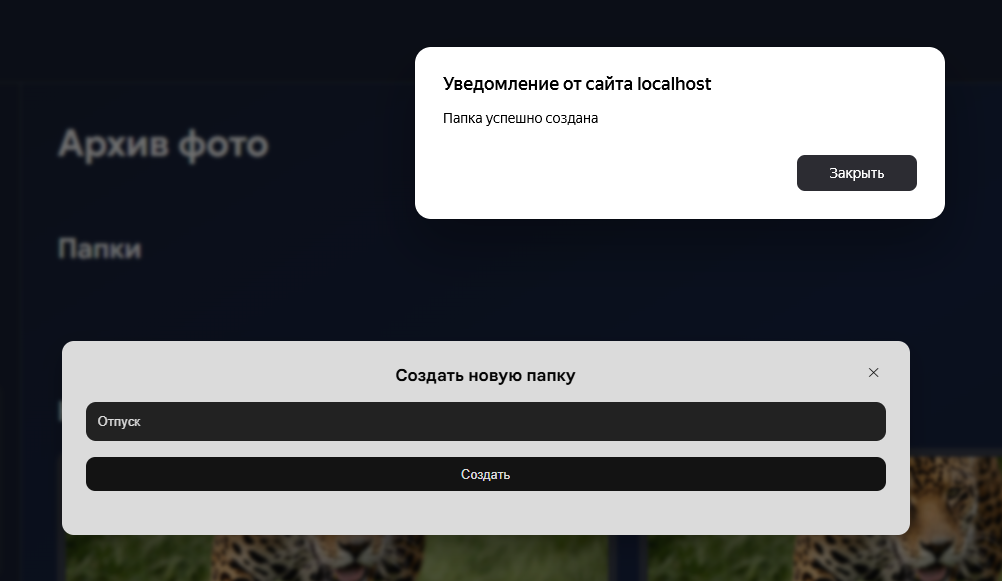 Уведомление от сайта localhost
Папка успешно создана
Закрыть
Архив фото
Папки
Создать новую папку
Отпуск
Создать